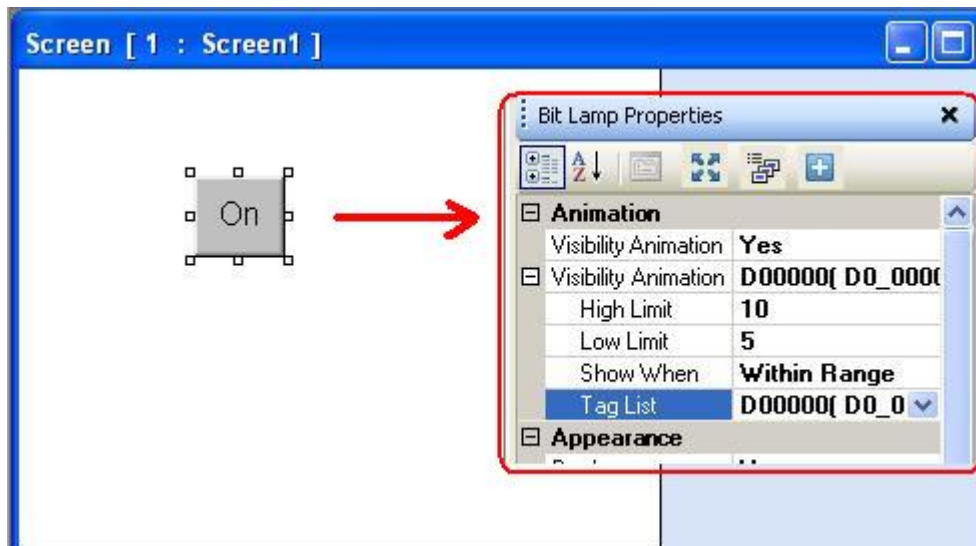 Screen [ 1 : Screen1 ]
Bit Lamp Properties
On
Animation
Visibility Animation Yes
Visibility Animation D00000( D0_0000
High Limit 10
Low Limit 5
Show When Within Range
Tag List D00000( D0_0
Appearance